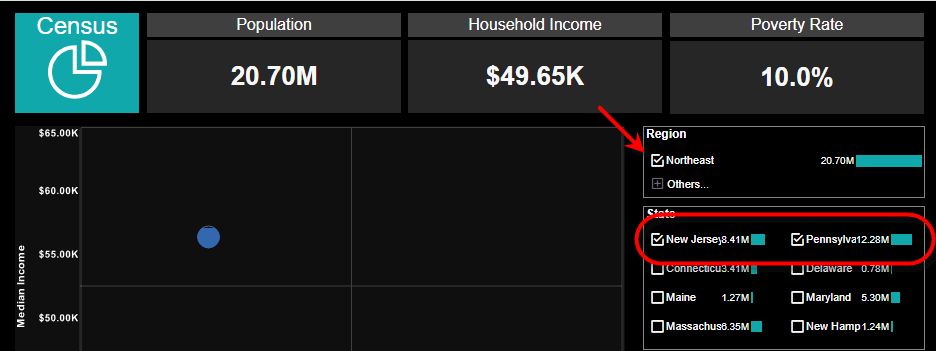 Census
Population
Household Income
Poverty Rate
20.70M
$49.65K
10.0%
$65.00K
$60.00K
$55.00K
$50.00K
Median Income
Region
Northeast 20.70M
Others...
State
New Jersey 8.41M Pennsylva 12.28M
Connecticu 3.41M Delaware 0.78M
Maine 1.27M Maryland 5.30M
Massachus 6.35M New Hamp 1.24M